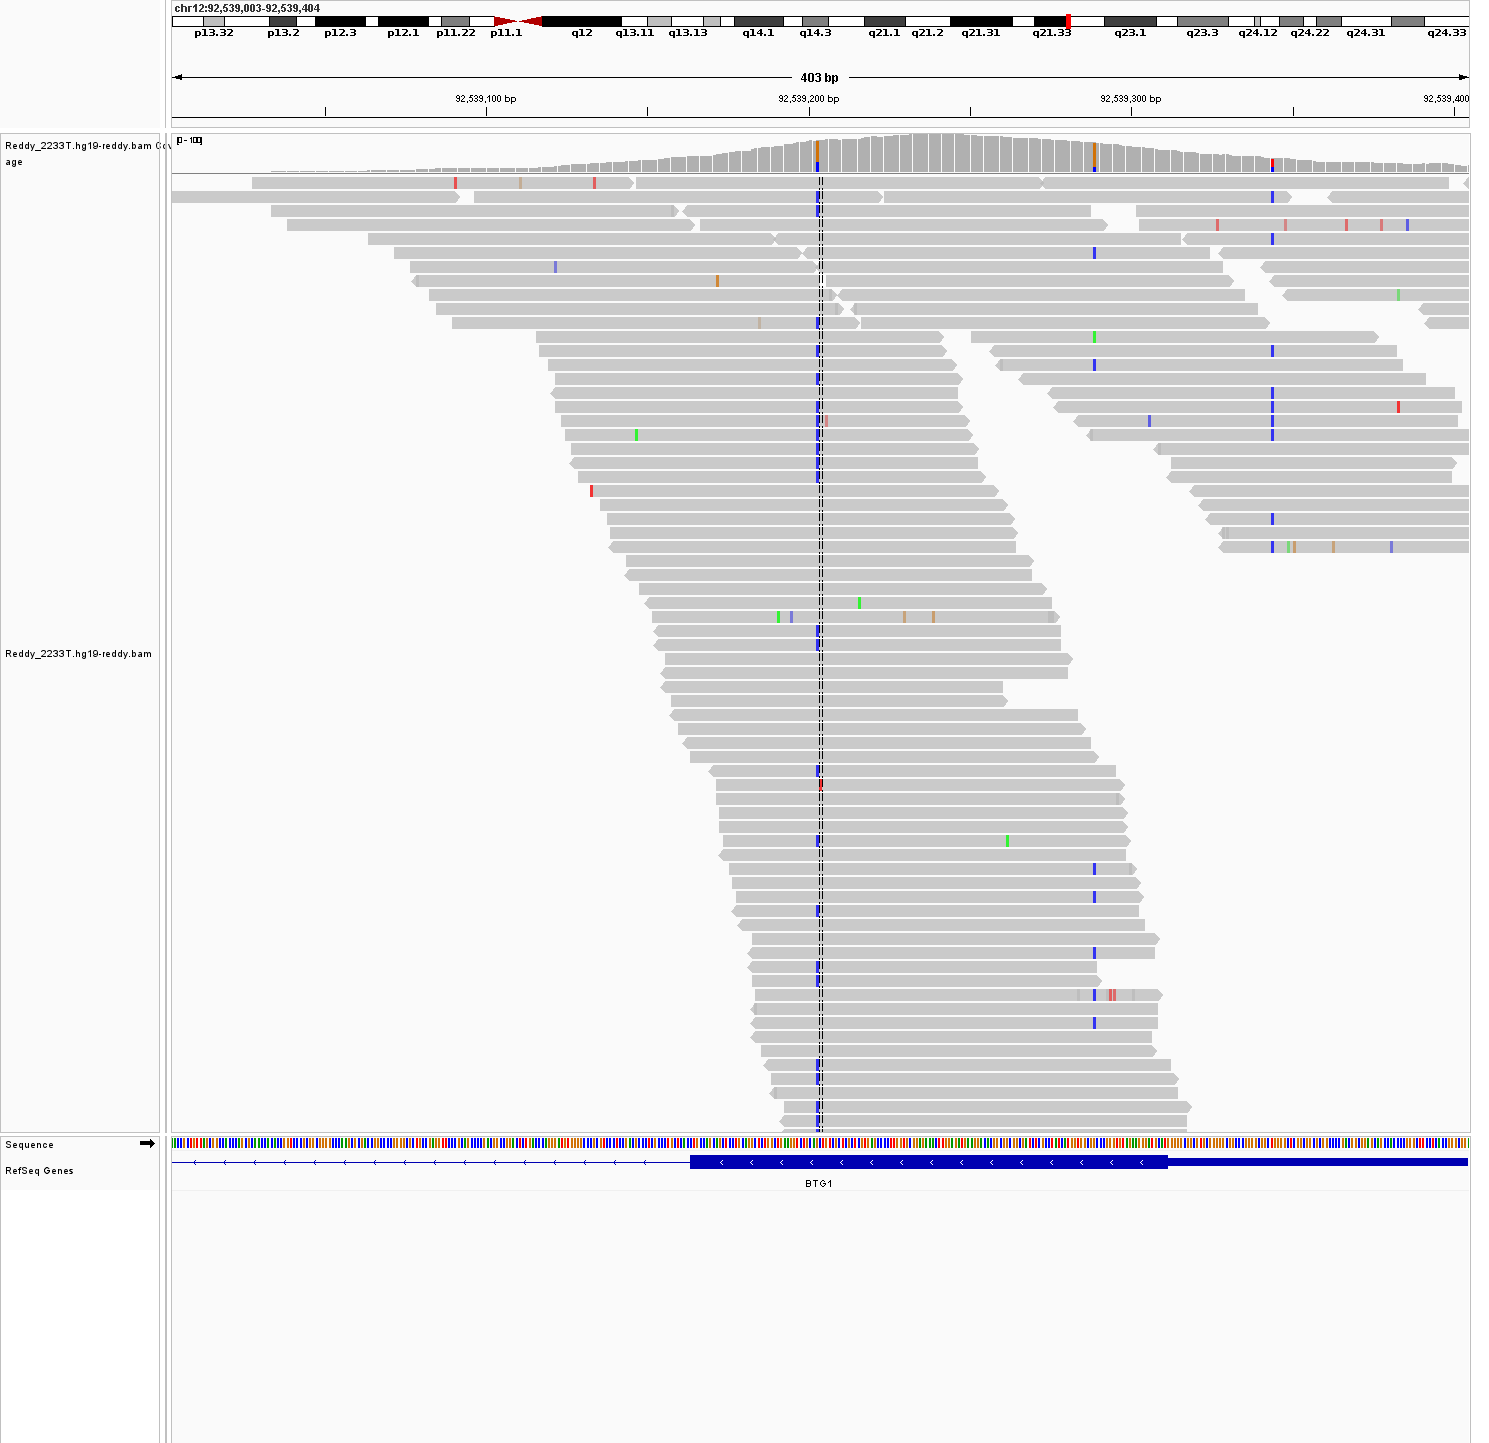 chr12:92,539,003-92,539,404
p13.32 p13.2 p12.3 p12.1 p11.22 p11.1 q12 q13.11 q13.13 q14.1 q14.3 q21.1 q21.2 q21.31 q21.33 q23.1 q23.3 q24.12 q24.22 q24.31 q24.33
403 bp
92,539,100 bp 92,539,200 bp 92,539,300 bp 92,539,400
Reddy_2233T.hg19-reddy.bam Cov
age
[0 - 100]
Reddy_2233T.hg19-reddy.bam
Sequence
RefSeq Genes
BTG1